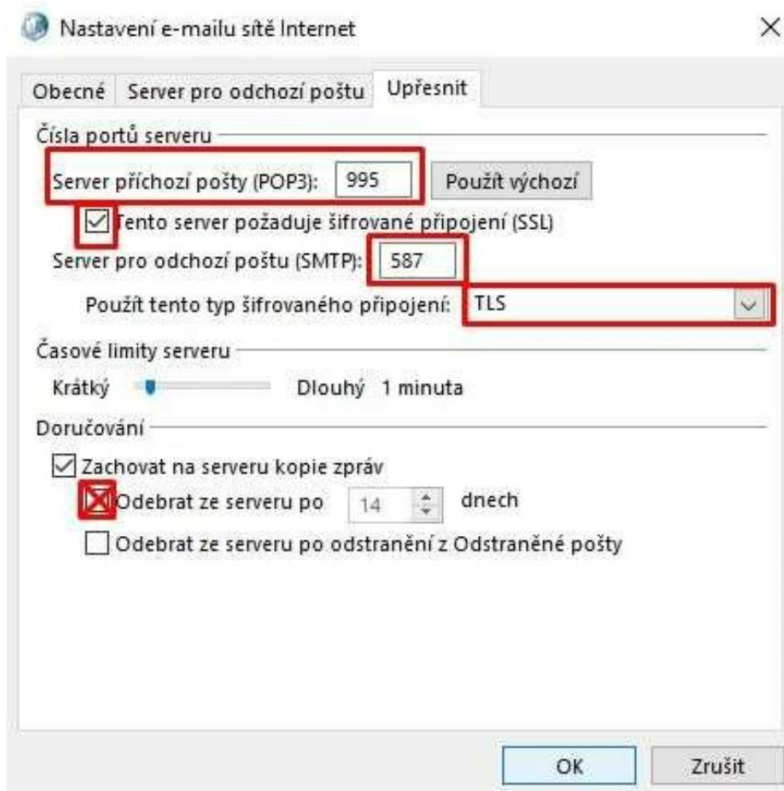 Nastavení e-mailu sítě Internet
Obecné Server pro odchozí poštu Upřesnit
Čísla portů serveru
Server příchozí pošty (POP3): 995 Použít výchozí
Tento server požaduje šifrované připojení (SSL)
Server pro odchozí poštu (SMTP): 587
Použít tento typ šifrovaného připojení: TLS
Časové limity serveru
Krátký Dlouhý 1 minuta
Doručování
Zachovat na serveru kopie zpráv
Odebrat ze serveru po 14 dnech
Odebrat ze serveru po odstranění z Odstraněné pošty
OK Zrušit